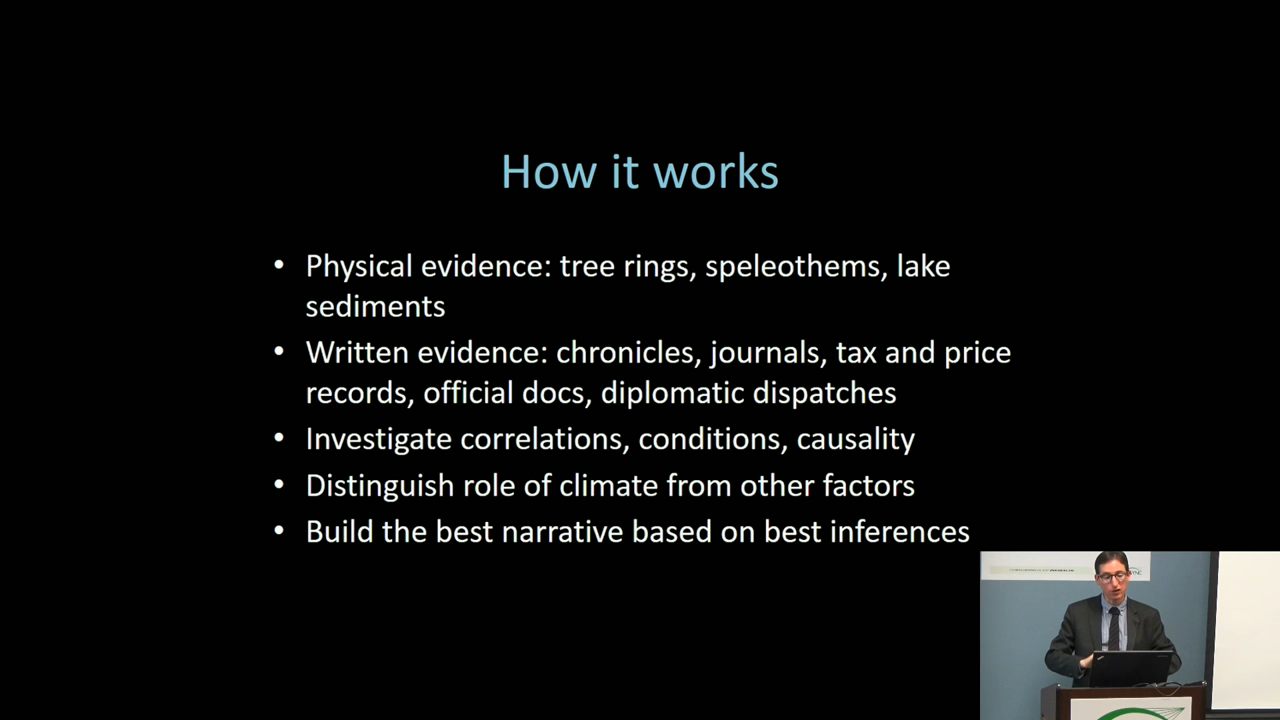 How it works
• Physical evidence: tree rings, speleothems, lake
sediments
• Written evidence: chronicles, journals, tax and price
records, official docs, diplomatic dispatches
• Investigate correlations, conditions, causality
• Distinguish role of climate from other factors
• Build the best narrative based on best inferences